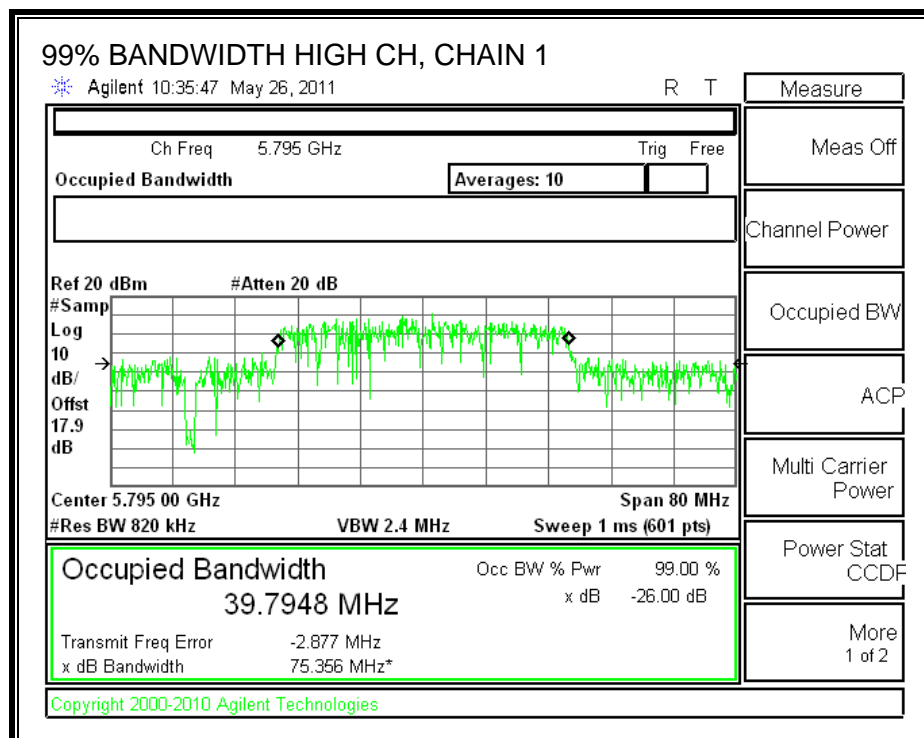 99% BANDWIDTH HIGH CH, CHAIN 1
Agilent 10:35:47 May 26, 2011 R T
Measure
Ch Freq 5.795 GHz Trig Free
Meas Off
Occupied Bandwidth Averages: 10
Channel Power
Ref 20 dBm #Atten 20 dB
#Samp
Log
10
dB/
Offst
17.9
dB
Occupied BW
ACP
Center 5.795 00 GHz Span 80 MHz
#Res BW 820 kHz VBW 2.4 MHz Sweep 1 ms (601 pts)
Multi Carrier
Power
Occupied Bandwidth Occ BW % Pwr 99.00 %
39.7948 MHz x dB -26.00 dB
Transmit Freq Error -2.877 MHz
x dB Bandwidth 75.356 MHz*
Power Stat
CCDF
More
1 of 2
Copyright 2000-2010 Agilent Technologies